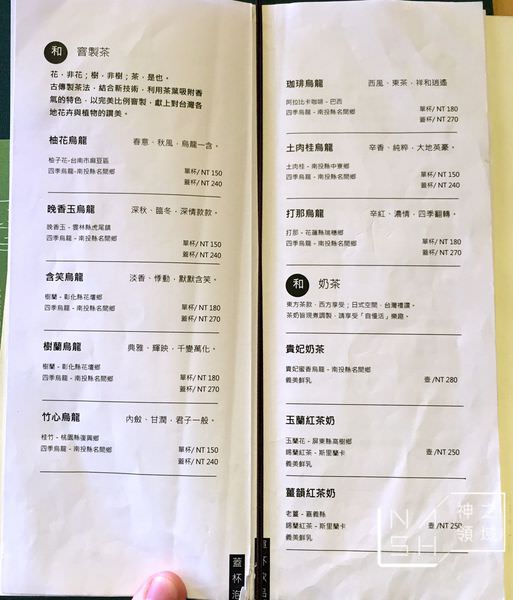 和 窨製茶
花，非花；樹，非樹；茶，是也。
古傳製茶法，結合新技術，利用茶葉吸附香
氣的特色，以完美比例窨製，獻上對台灣各
地花卉與植物的讚美。
柚花烏龍 春意、秋風，烏龍一含。
柚子花-台南市麻豆區
四季烏龍-南投縣名間鄉 單杯/ NT 150
蓋杯/ NT 240
晚香玉烏龍 深秋、臨冬，深情款款。
晚香玉-雲林縣虎尾鎮
四季烏龍-南投縣名間鄉 單杯/ NT 150
蓋杯/ NT 240
含笑烏龍 淡香、悸動，默默含笑。
樹蘭-彰化縣花壇鄉
四季烏龍-南投縣名間鄉 單杯/ NT 180
蓋杯/ NT 270
樹蘭烏龍 典雅、輝映，千變萬化。
樹蘭-彰化縣花壇鄉
四季烏龍-南投縣名間鄉 單杯/ NT 180
蓋杯/ NT 270
竹心烏龍 內斂、甘潤，君子一般。
桂竹-桃園縣復興鄉
四季烏龍-南投縣名間鄉 單杯/ NT 150
蓋杯/ NT 240
蓋杯泡
珈琲烏龍 西風、東茶，祥和逍遙
阿拉比卡咖啡-巴西
四季烏龍-南投縣名間鄉 單杯/ NT 180
蓋杯/ NT 270
土肉桂烏龍 辛香、純粹，大地英豪。
土肉桂-南投縣中寮鄉
四季烏龍-南投縣名間鄉 單杯/ NT 150
蓋杯/ NT 240
打那烏龍 辛紅、濃情，四季翻轉。
打那-花蓮縣瑞穗鄉
四季烏龍-南投縣名間鄉 單杯/ NT 180
蓋杯/ NT 270
和 奶茶
東方茶款，西方享受；日式空間，台灣禮讚。
茶奶皆現煮調製，請享受「自慢活」樂趣。
貴妃奶茶
貴妃蜜香烏龍-南投縣名間鄉
義美鮮乳 壺 /NT 280
玉蘭紅茶奶
玉蘭花-屏東縣高樹鄉
錫蘭紅茶-斯里蘭卡 壺 /NT 250
義美鮮乳
薑韻紅茶奶
老薑-嘉義縣
錫蘭紅茶-斯里蘭卡 壺 /NT 250
義美鮮乳
NASH 神之領域